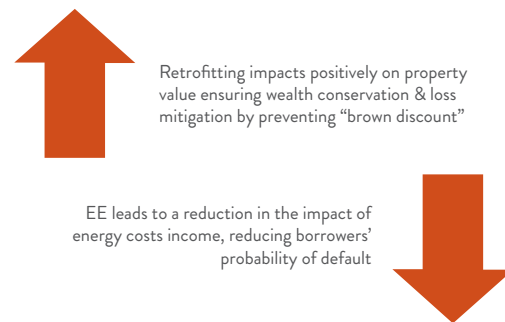 Retrofitting impacts positively on property
value ensuring wealth conservation & loss
mitigation by preventing “brown discount”
EE leads to a reduction in the impact of
energy costs income, reducing borrowers’
probability of default